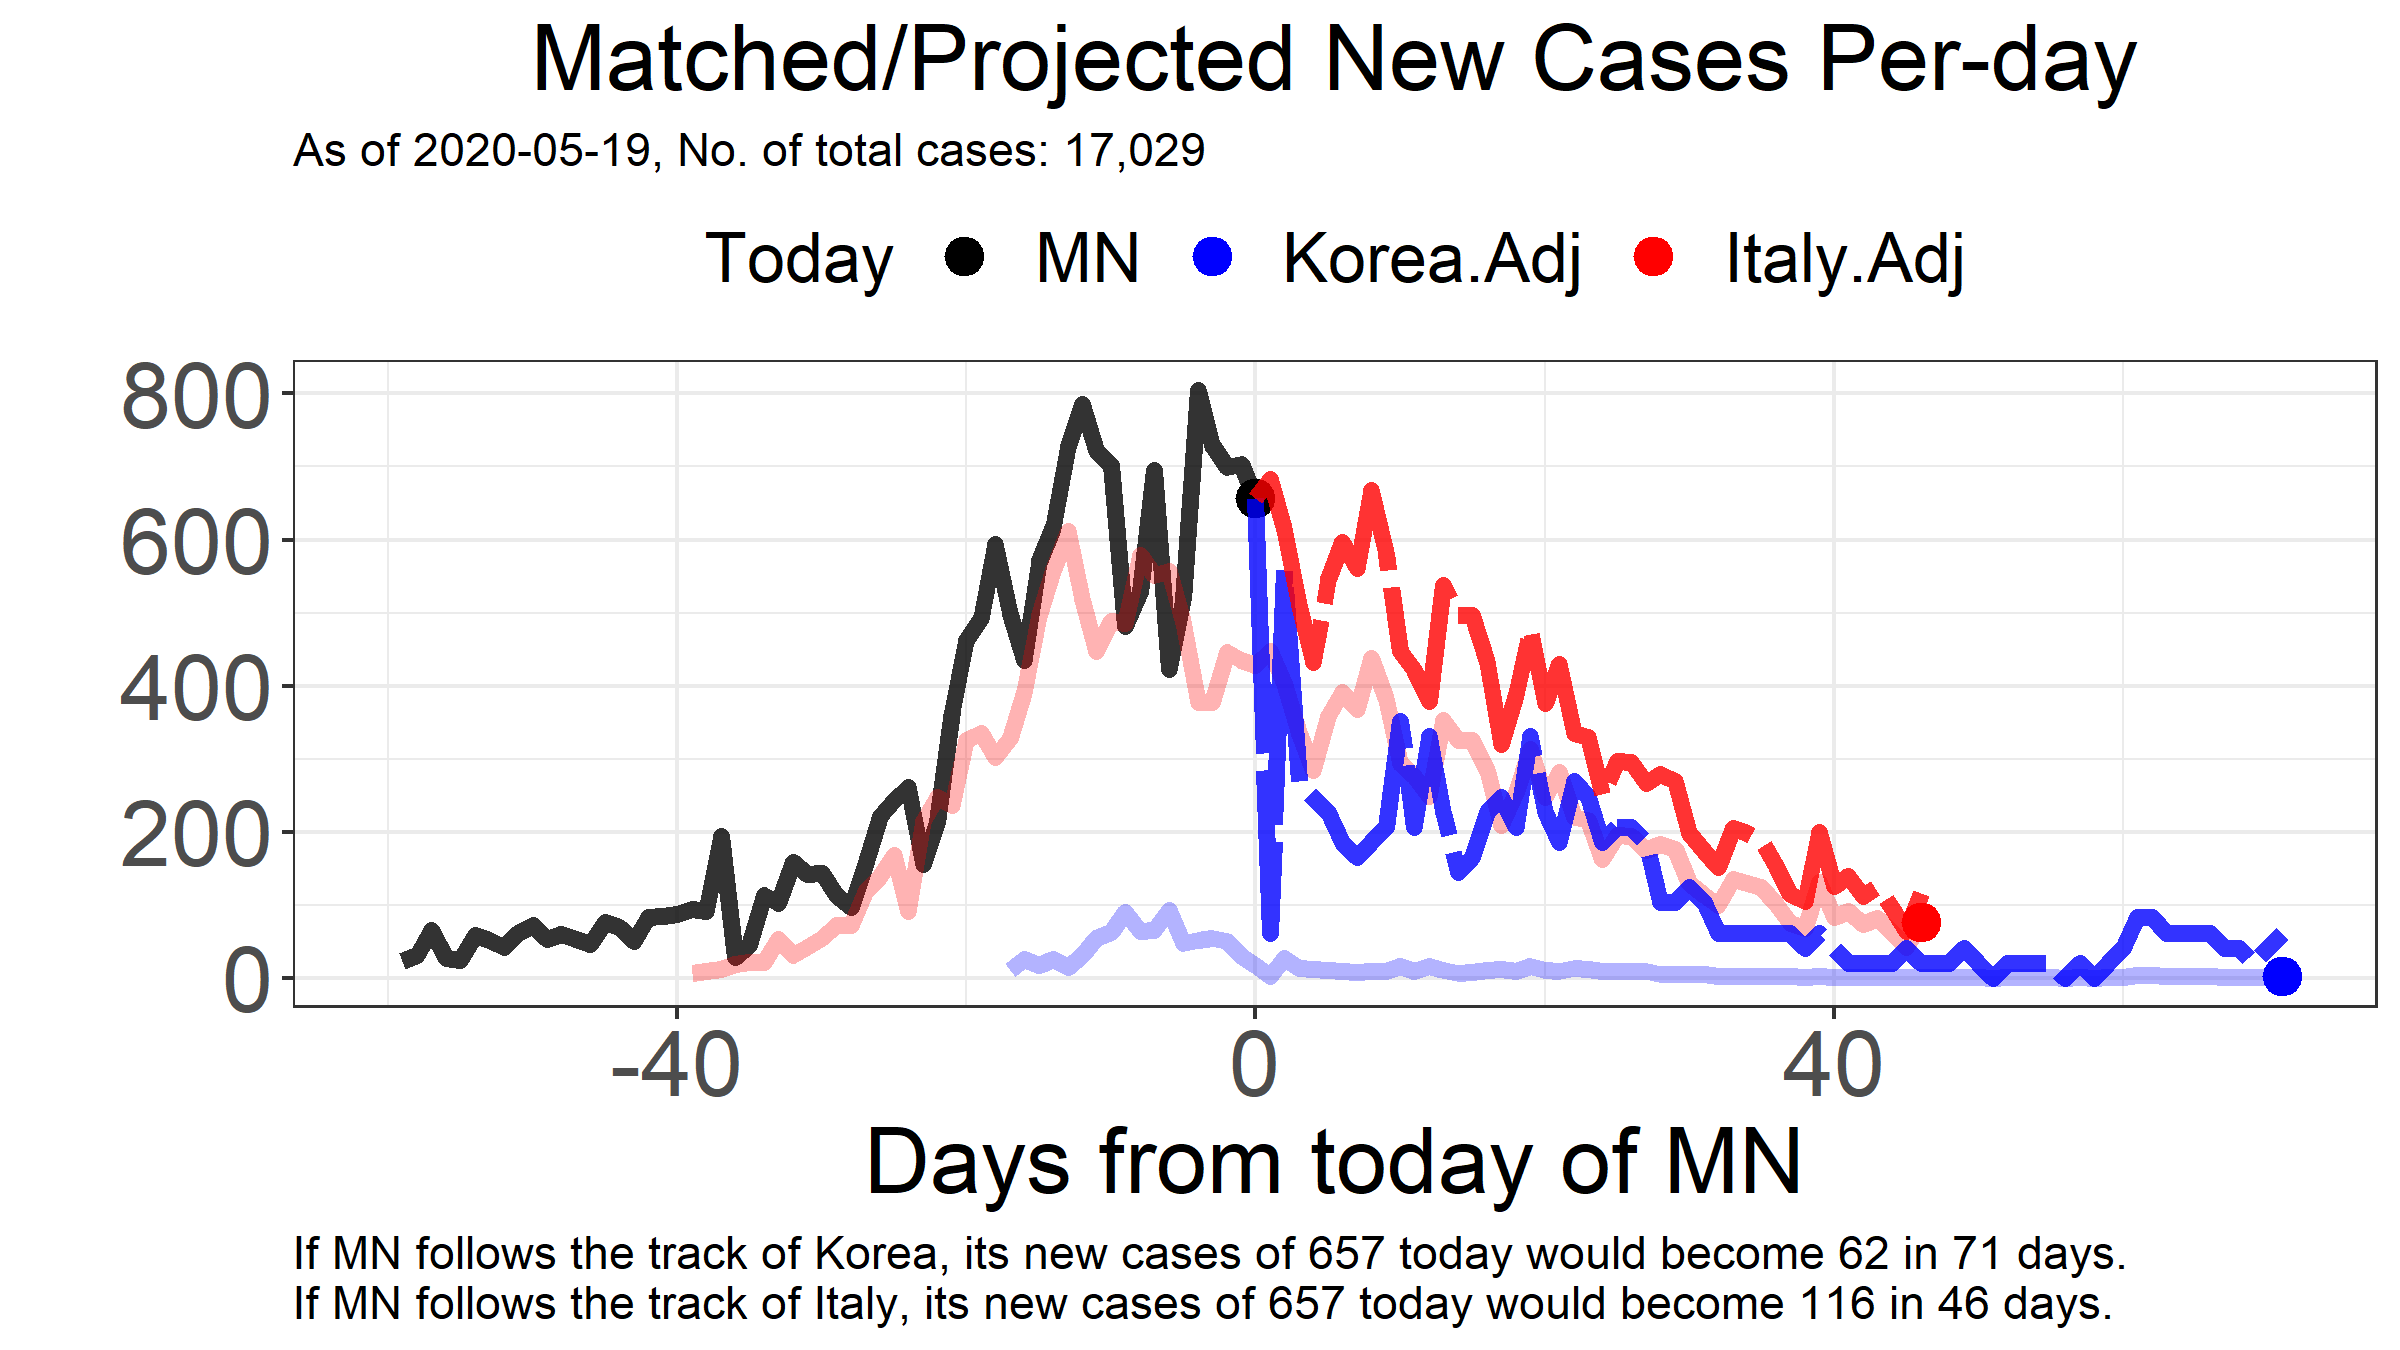 Matched/Projected New Cases Per-day
As of 2020-05-19, No. of total cases: 17,029
Today MN Korea.Adj Italy.Adj
800
600
400
200
0
-40 0 40
Days from today of MN
If MN follows the track of Korea, its new cases of 657 today would become 62 in 71 days.
If MN follows the track of Italy, its new cases of 657 today would become 116 in 46 days.